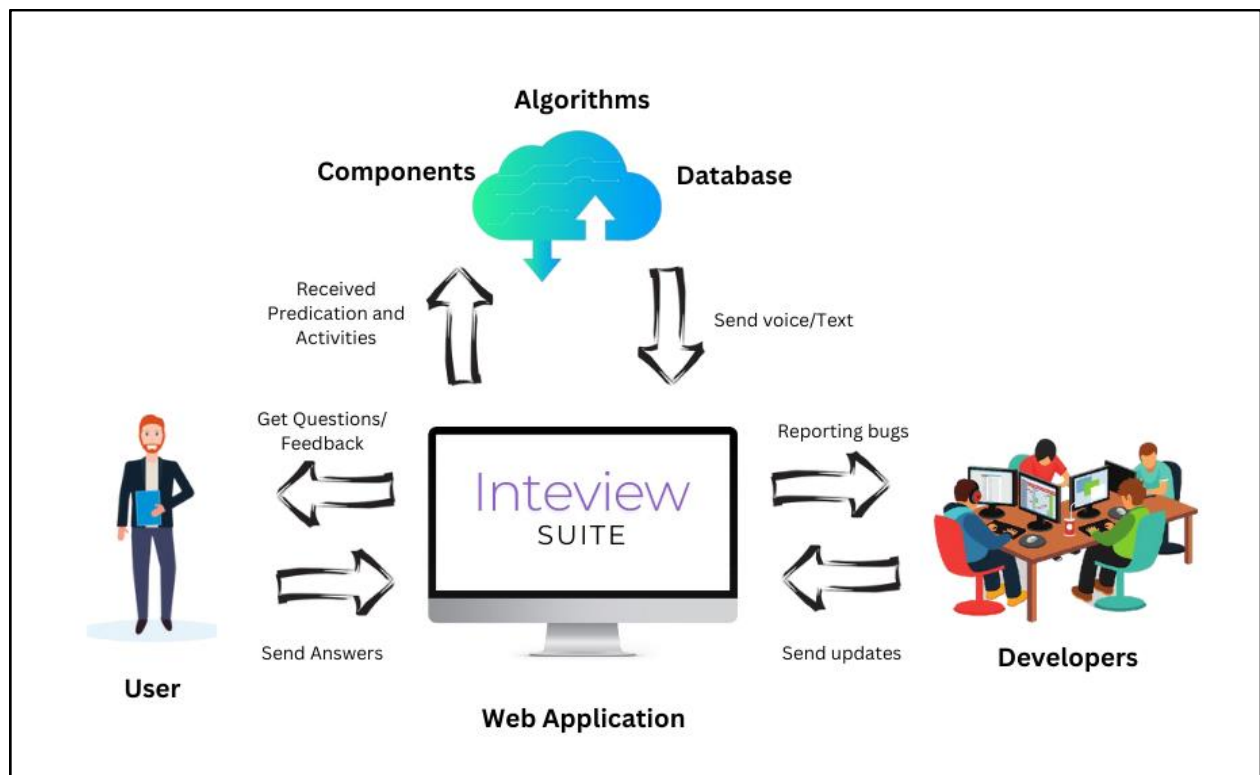 Algorithms
Components
Database
Received
Predication and
Activities
Send voice/Text
Get Questions/
Feedback
Reporting bugs
Inteview
SUITE
Send Answers
Send updates
User
Developers
Web Application